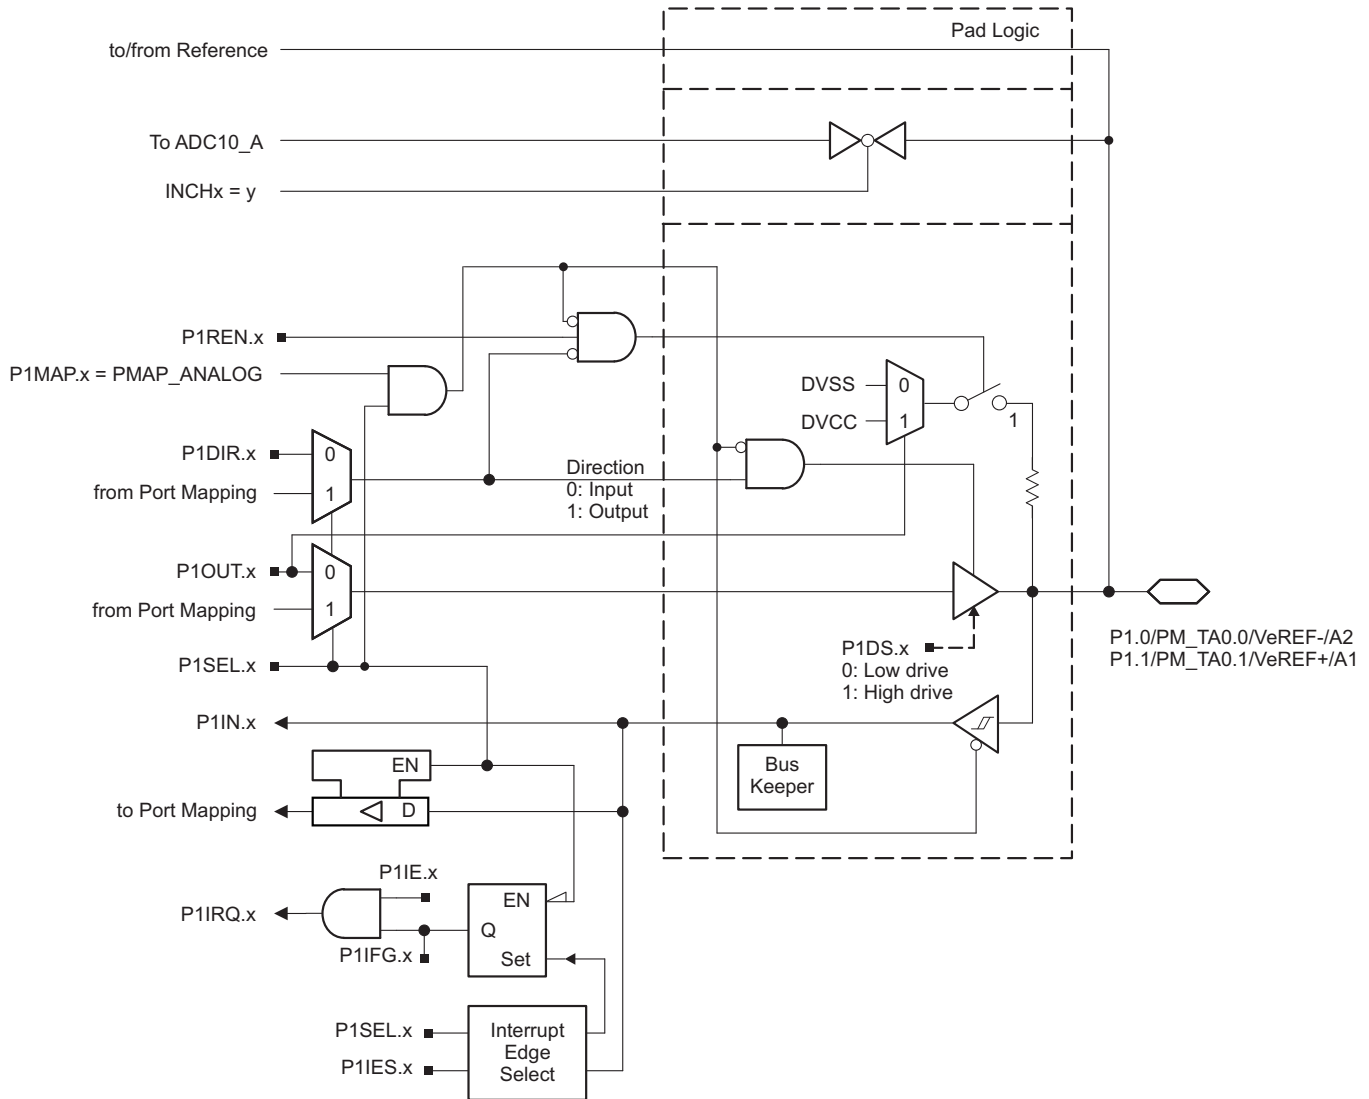 Pad Logic
to/from Reference
To ADC10_A
INCHx = y
P1REN.x
P1MAP.x = PMAP_ANALOG
DVSS
0
DVCC
1
1
P1DIR.x
0
from Port Mapping
1
Direction
0: Input
1: Output
P1OUT.x
0
from Port Mapping
1
P1SEL.x
P1DS.x
0: Low drive
1: High drive
P1.0/PM_TA0.0/VeREF-/A2
P1.1/PM_TA0.1/VeREF+/A1
P1IN.x
Bus
Keeper
EN
to Port Mapping
D
P1IE.x
P1IRQ.x
EN
Q
P1IFG.x
Set
P1SEL.x
P1IES.x
Interrupt
Edge
Select